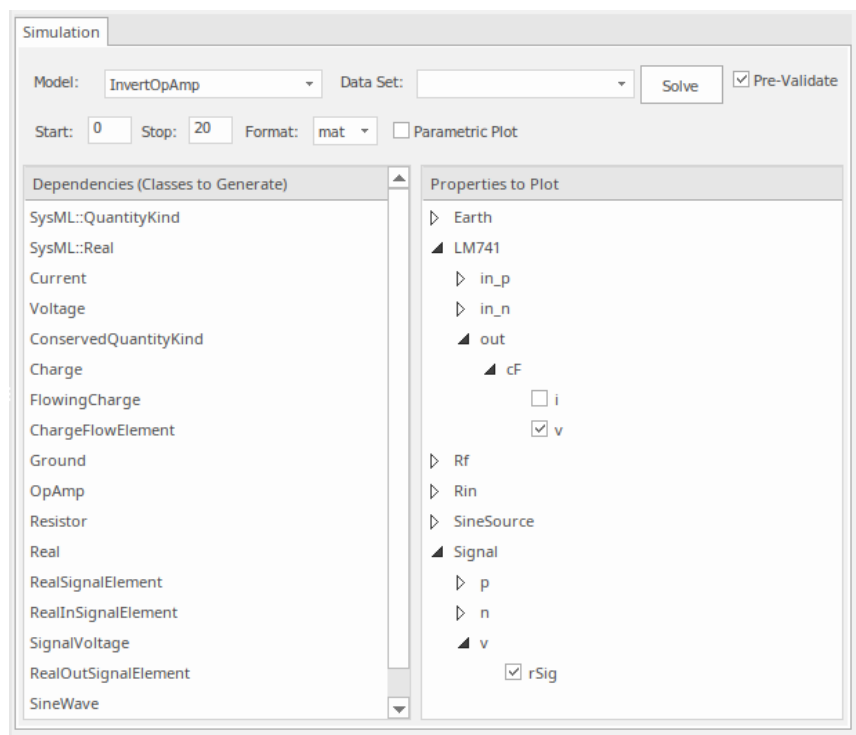 Simulation
Model: InvertOpAmp Data Set: Solve Pre-Validate
Start: 0 Stop: 20 Format: mat Parametric Plot
Dependencies (Classes to Generate)
SysML::QuantityKind
SysML::Real
Current
Voltage
ConservedQuantityKind
Charge
FlowingCharge
ChargeFlowElement
Ground
OpAmp
Resistor
Real
RealSignalElement
RealInSignalElement
SignalVoltage
RealOutSignalElement
SineWave
Properties to Plot
Earth
LM741
in_p
in_n
out
cF
i
v
Rf
Rin
SineSource
Signal
p
n
v
rSig